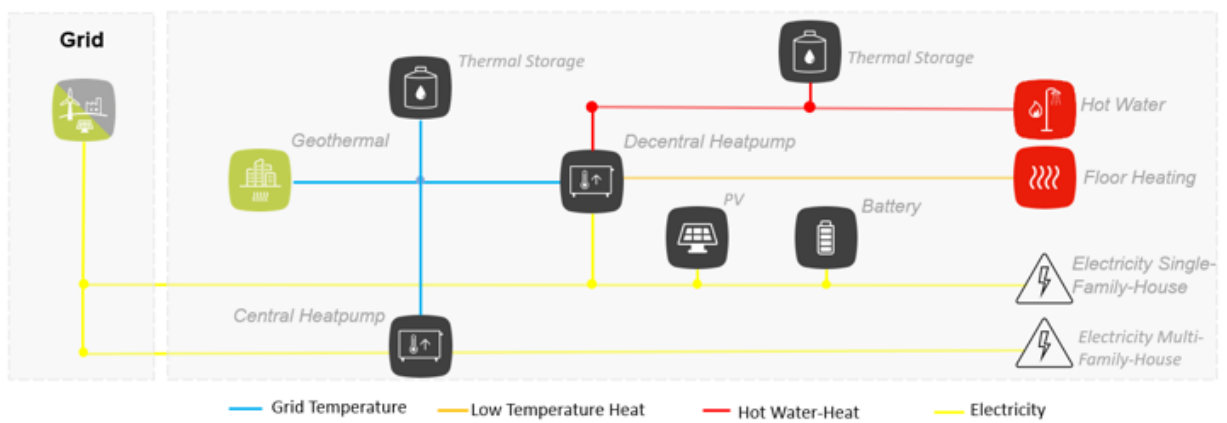 Grid
Thermal Storage
Thermal Storage
Hot Water
Geothermal
Decentral Heatpump
Floor Heating
PV
Battery
Electricity Single-
Family-House
Central Heatpump
Electricity Multi-
Family-House
Grid Temperature
Low Temperature Heat
Hot Water-Heat
Electricity